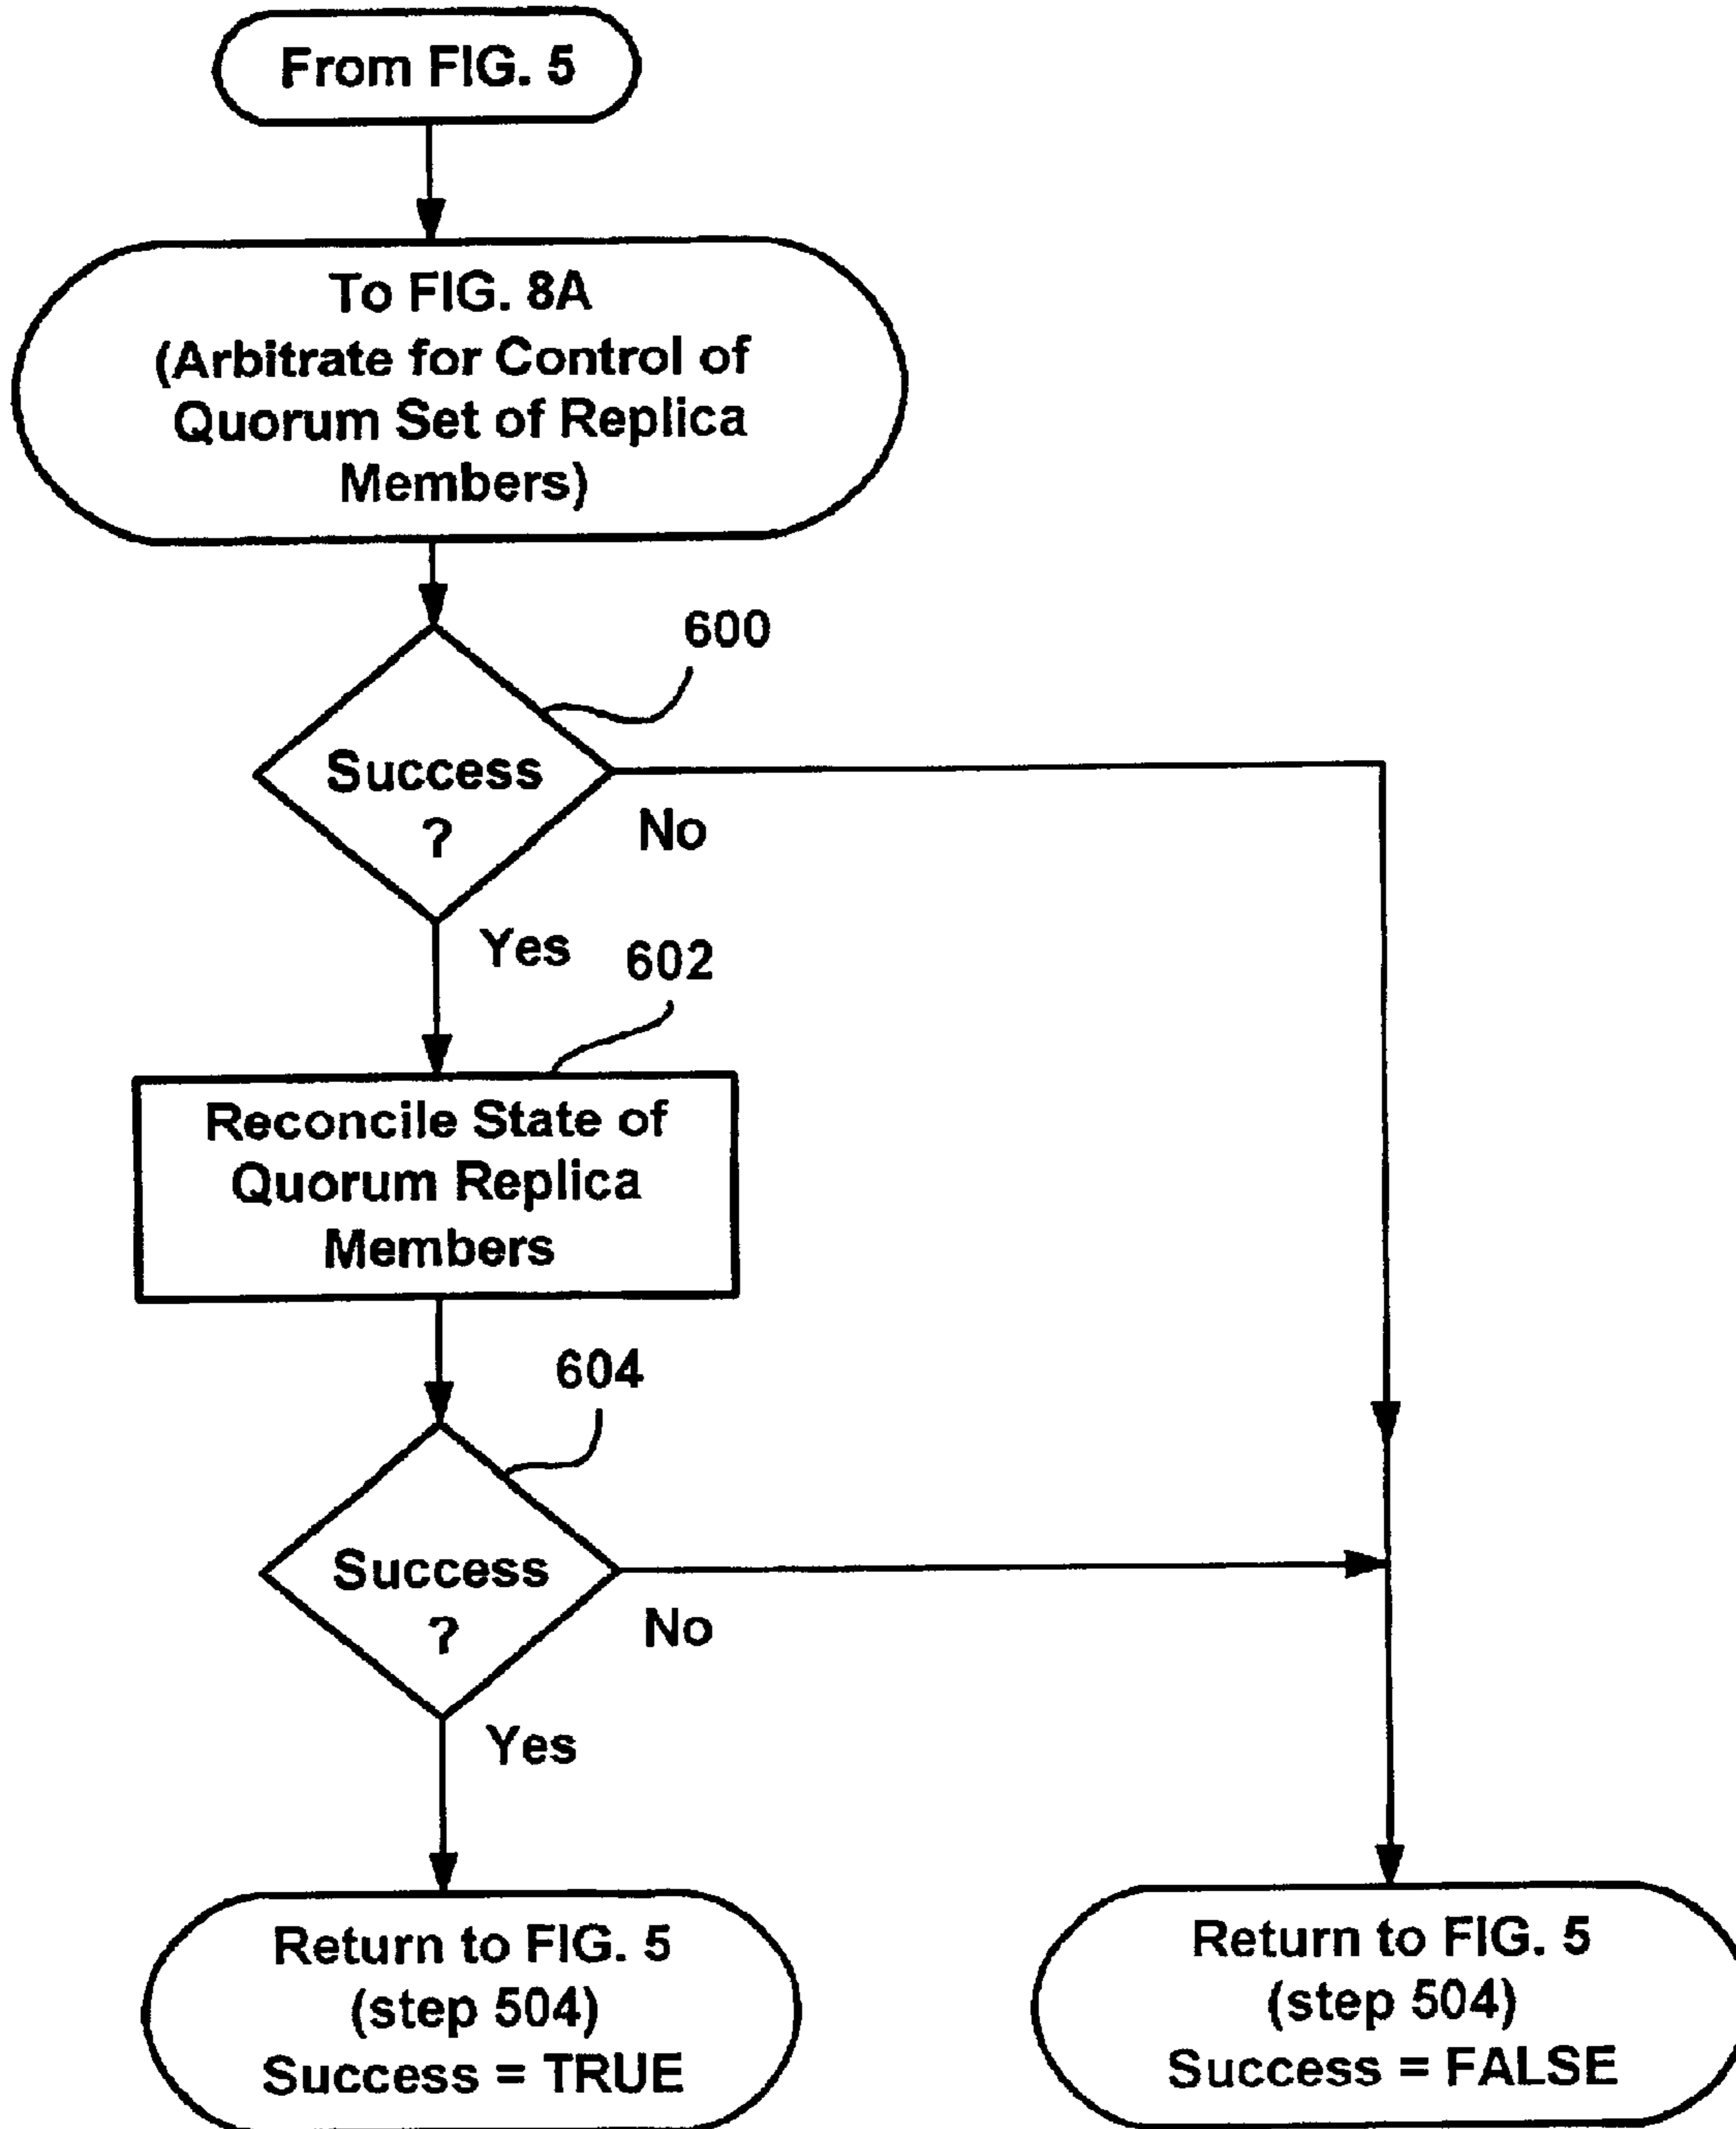 From FIG. 5
To FIG. 8A
(Arbitrate for Control of
Quorum Set of Replica
Members)
600
Success
?
No
Yes
602
Reconcile State of
Quorum Replica
Members
604
Success
?
No
Yes
Return to FIG. 5
(step 504)
Success = TRUE
Return to FIG. 5
(step 504)
Success = FALSE